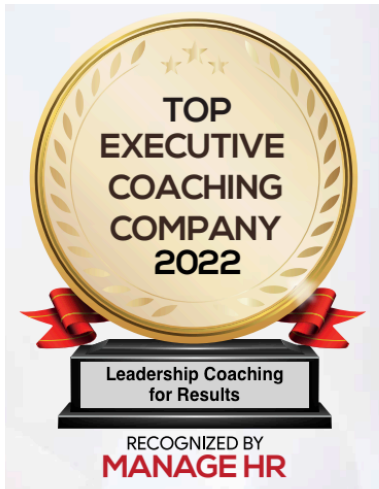 TOP
EXECUTIVE
COACHING
COMPANY
2022
Leadership Coaching
for Results
RECOGNIZED BY
MANAGE HR